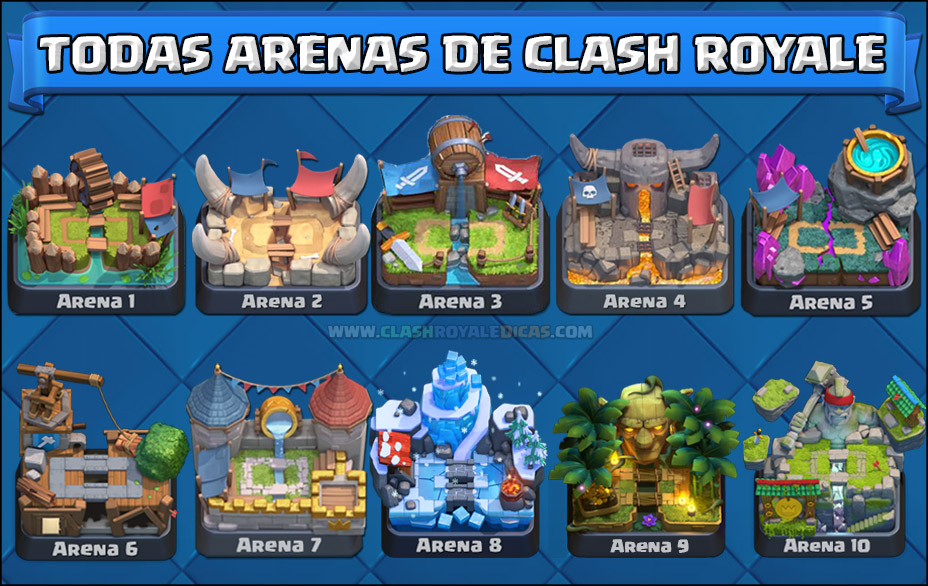 TODAS ARENAS DE CLASH ROYALE
Arena 1
Arena 2
Arena 3
Arena 4
Arena 5
WWW.CLASHROYALEDICAS.COM
Arena 6
Arena 7
Arena 8
Arena 9
Arena 10